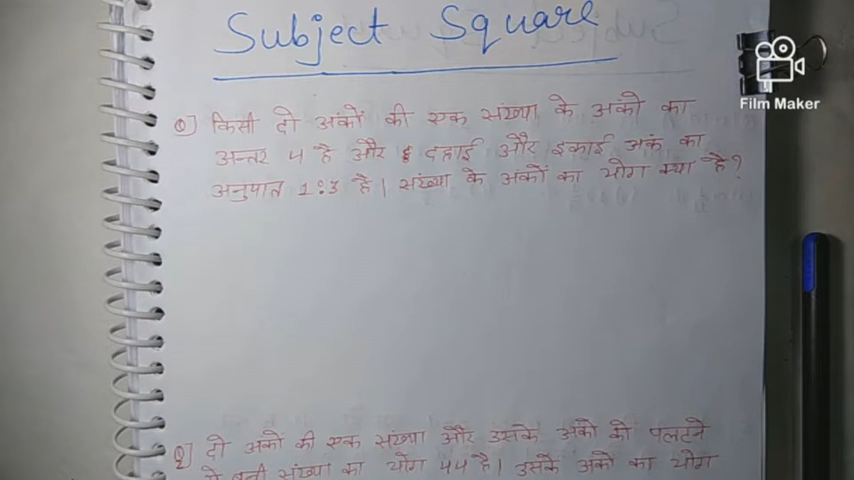 Subject Square
Film Maker
Q] किसी दो अंकों की एक संख्या के अंको का
अन्तर 4 है और दहाई और इकाई अंक का
अनुपात 1:3 है। संख्या के अंकों का योग क्या है?
Q] दो अंको की एक संख्या और उसके अंको को पलटने
से बनी संख्या का योग 44 है। उसके अंको का योग